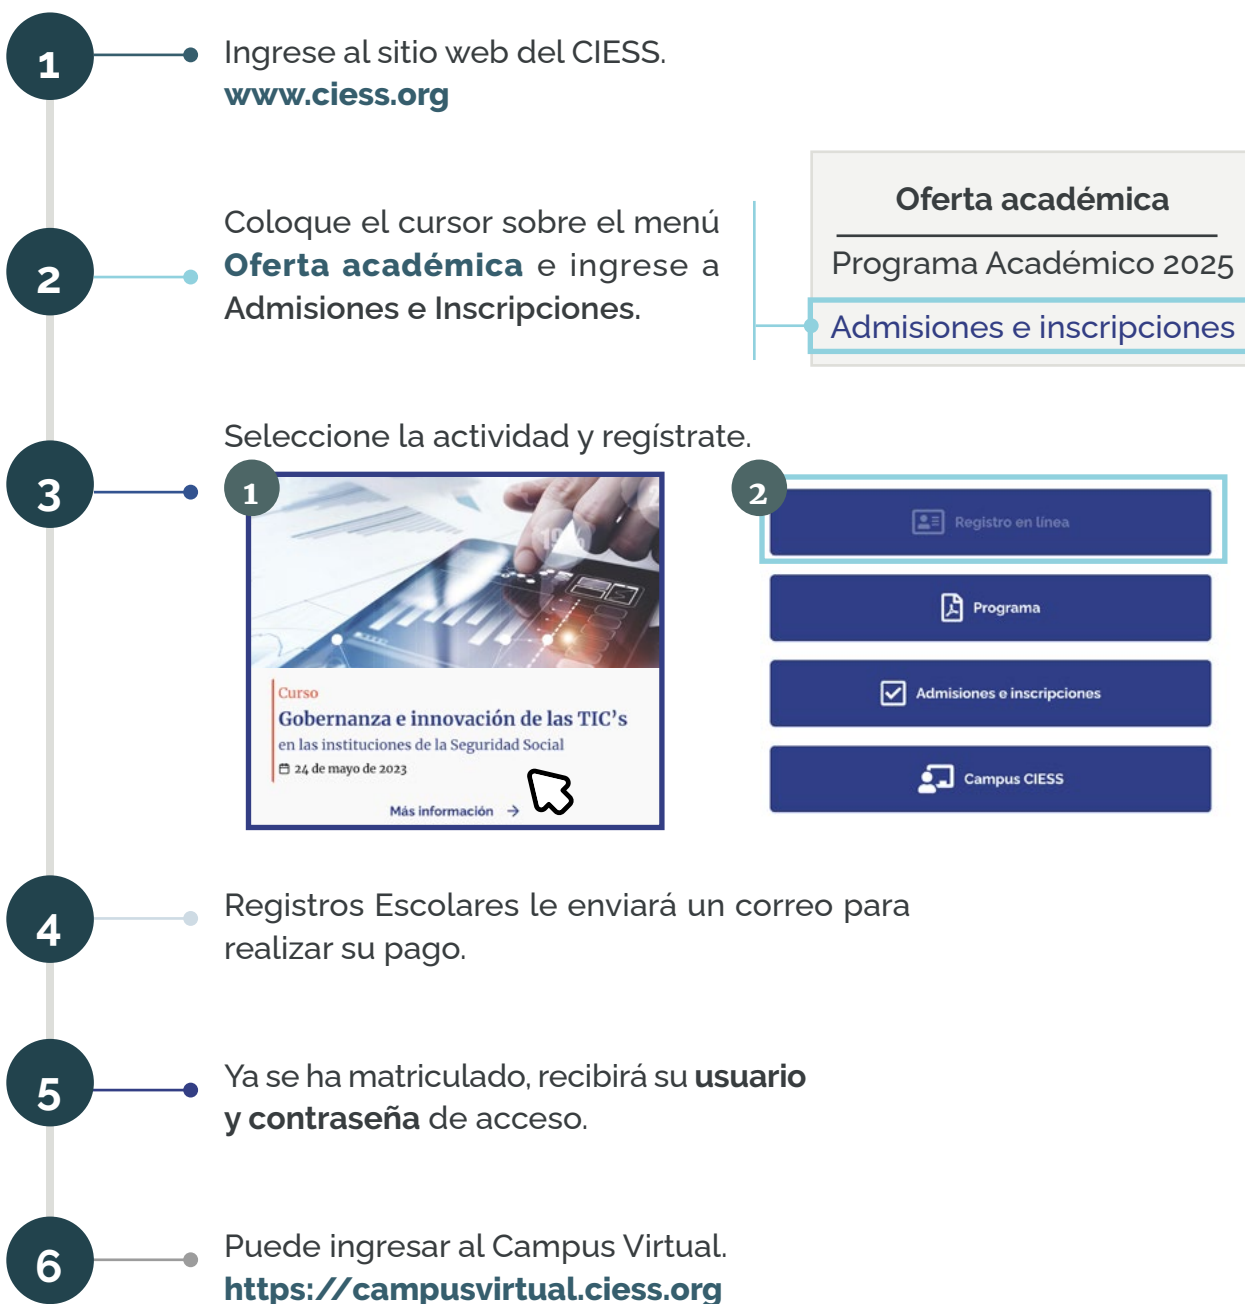 1
Ingrese al sitio web del CIESS.
www.ciess.org
2
Coloque el cursor sobre el menú
Oferta académica e ingrese a
Admisiones e Inscripciones.
Oferta académica
Programa Académico 2025
Admisiones e inscripciones
3
Seleccione la actividad y regístrate.
1
19%
Curso
Gobernanza e innovación de las TIC's
en las instituciones de la Seguridad Social
24 de mayo de 2023
Más información →
2
Registro en línea
Programa
Admisiones e inscripciones
Campus CIESS
4
Registros Escolares le enviará un correo para
realizar su pago.
5
Ya se ha matriculado, recibirá su usuario
y contraseña de acceso.
6
Puede ingresar al Campus Virtual.
https://campusvirtual.ciess.org